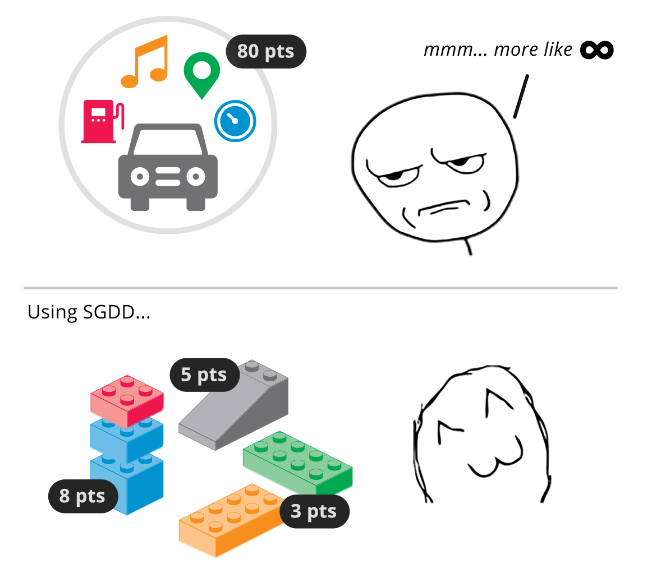 80 pts
mmm... more like ∞
Using SGDD...
5 pts
8 pts
3 pts